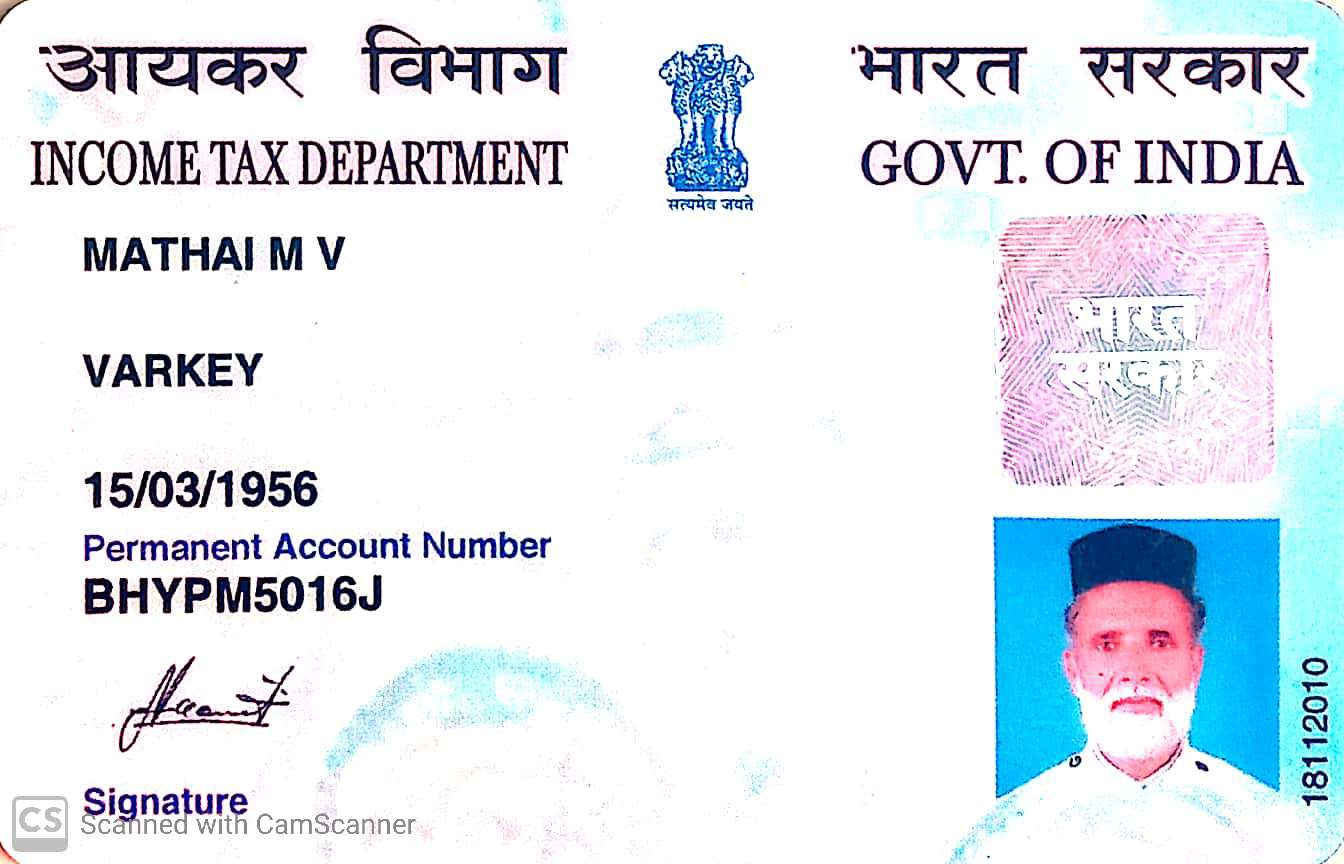 आयकर विभाग
INCOME TAX DEPARTMENT
सत्यमेव जयते
भारत सरकार
GOVT. OF INDIA
MATHAI M V
VARKEY
15/03/1956
Permanent Account Number
BHYPM5016J
Signature
भारत
सरकार
18112010
CS Scanned with CamScanner